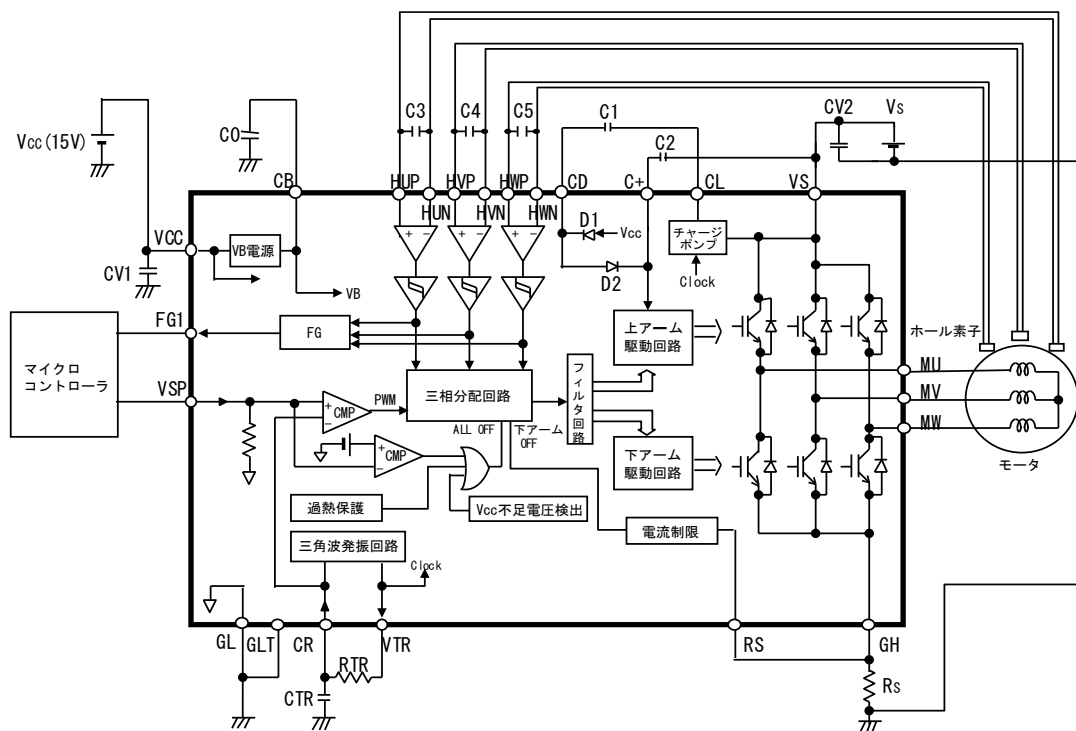 C3
C4
C5
C1
C2
CV2
Vs
Vcc(15V)
C0
CB
HUP
HUN
HVP
HVN
HWP
HWN
CD
C+
CL
VS
VCC
CV1
VB電源
VB
+ −
+ −
+ −
D1
Vcc
D2
チャージ
ポンプ
Clock
FG1
FG
上アーム
駆動回路
ホール素子
マイクロ
コントローラ
VSP
+
−
CMP
PWM
三相分配回路
フィルタ回路
MU
MV
MW
ALL OFF
下アーム
OFF
+
−
CMP
下アーム
駆動回路
モータ
過熱保護
Vcc不足電圧検出
電流制限
三角波発振回路
Clock
GL
GLT
CR
VTR
RS
GH
RTR
CTR
Rs